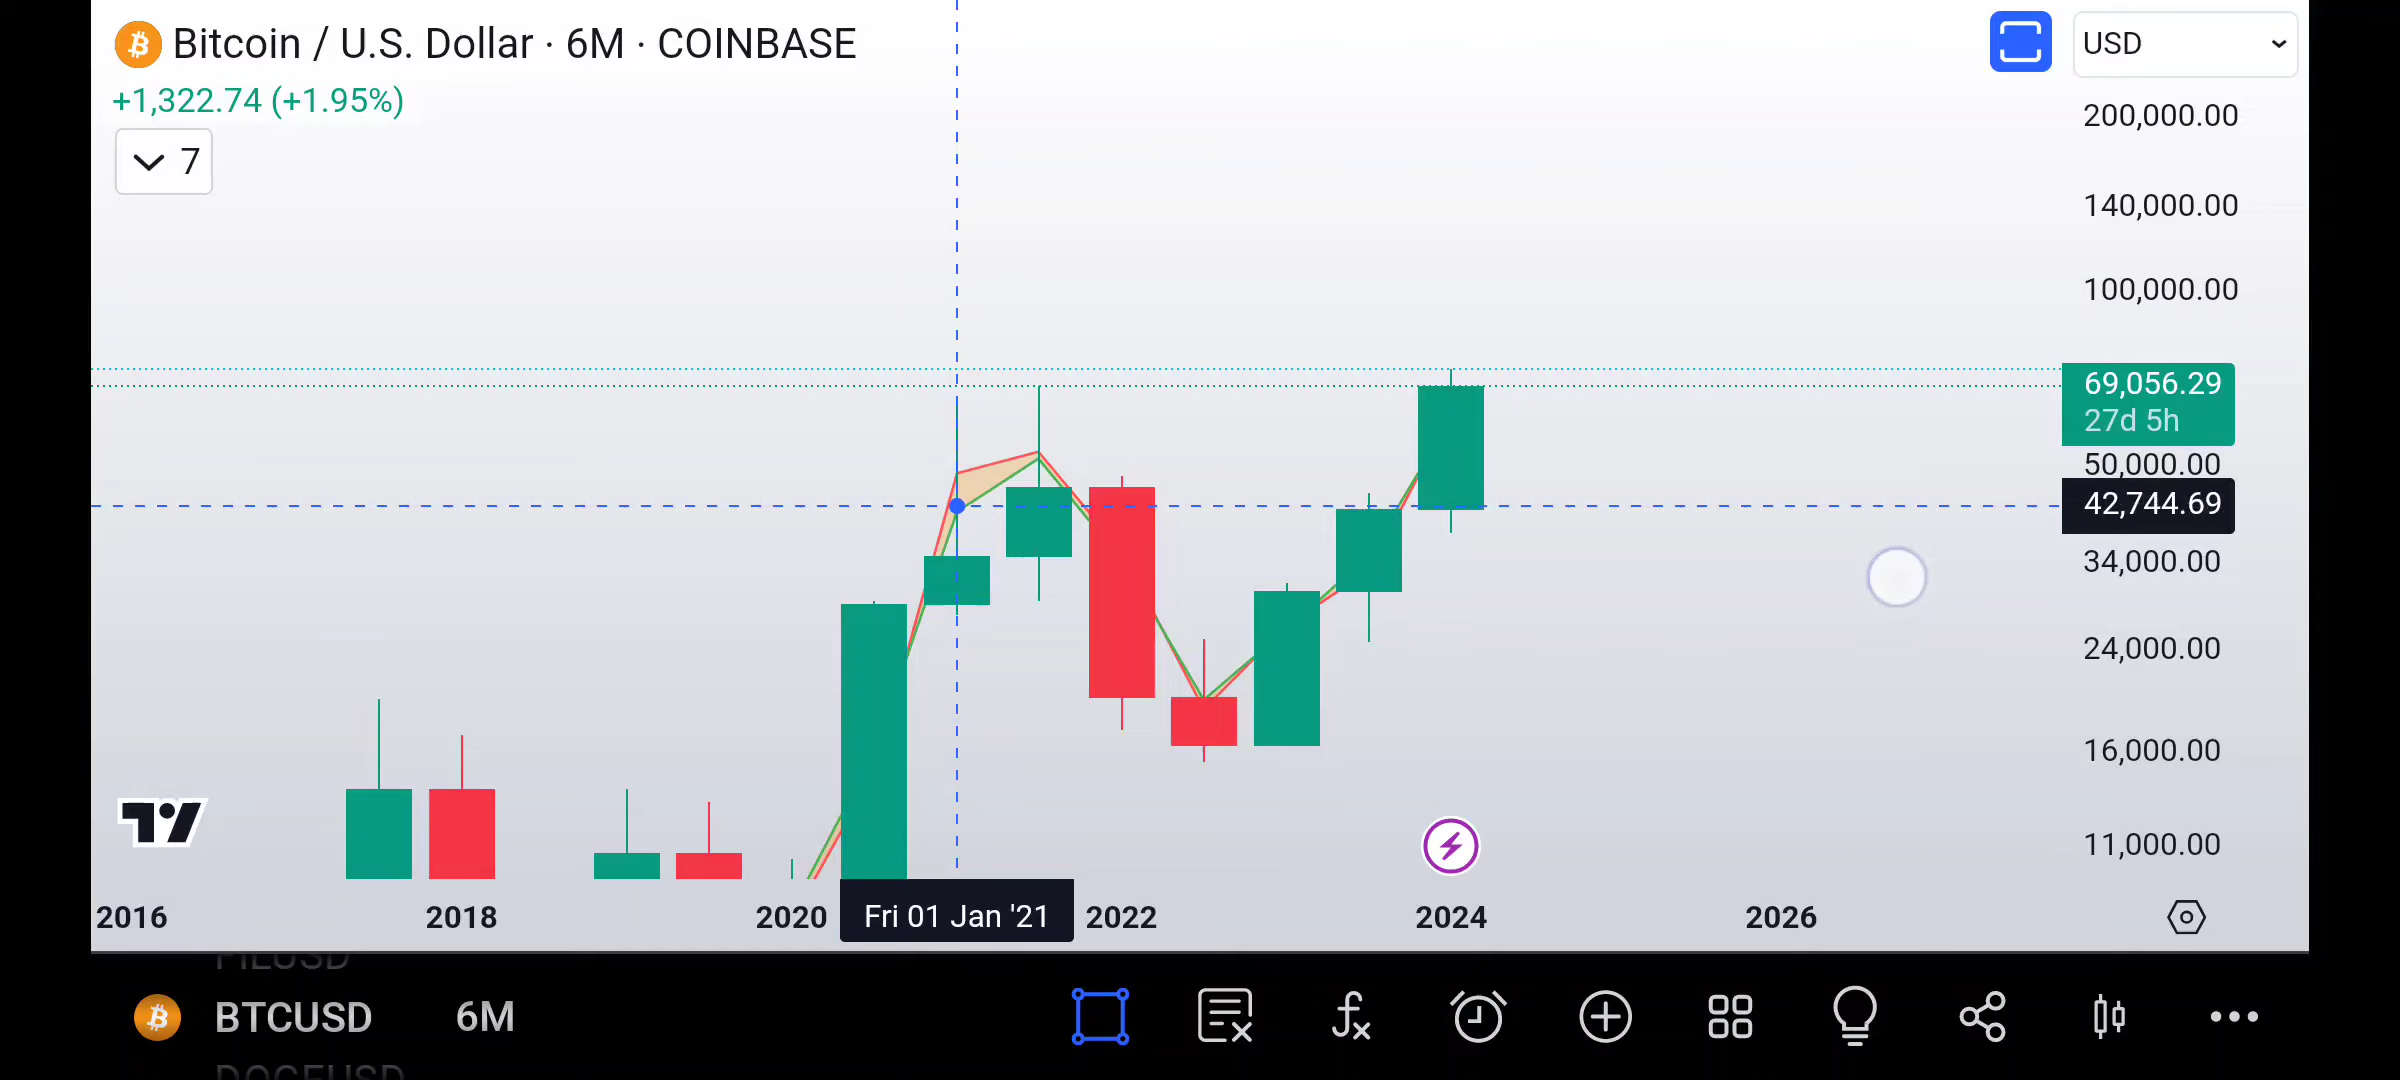 Bitcoin / U.S. Dollar · 6M · COINBASE
USD
+1,322.74 (+1.95%)
7
200,000.00
140,000.00
100,000.00
69,056.29
27d 5h
50,000.00
42,744.69
34,000.00
24,000.00
16,000.00
11,000.00
2016 2018 2020 Fri 01 Jan '21 2022 2024 2026
FILUSD
BTCUSD 6M
DOGEUSD